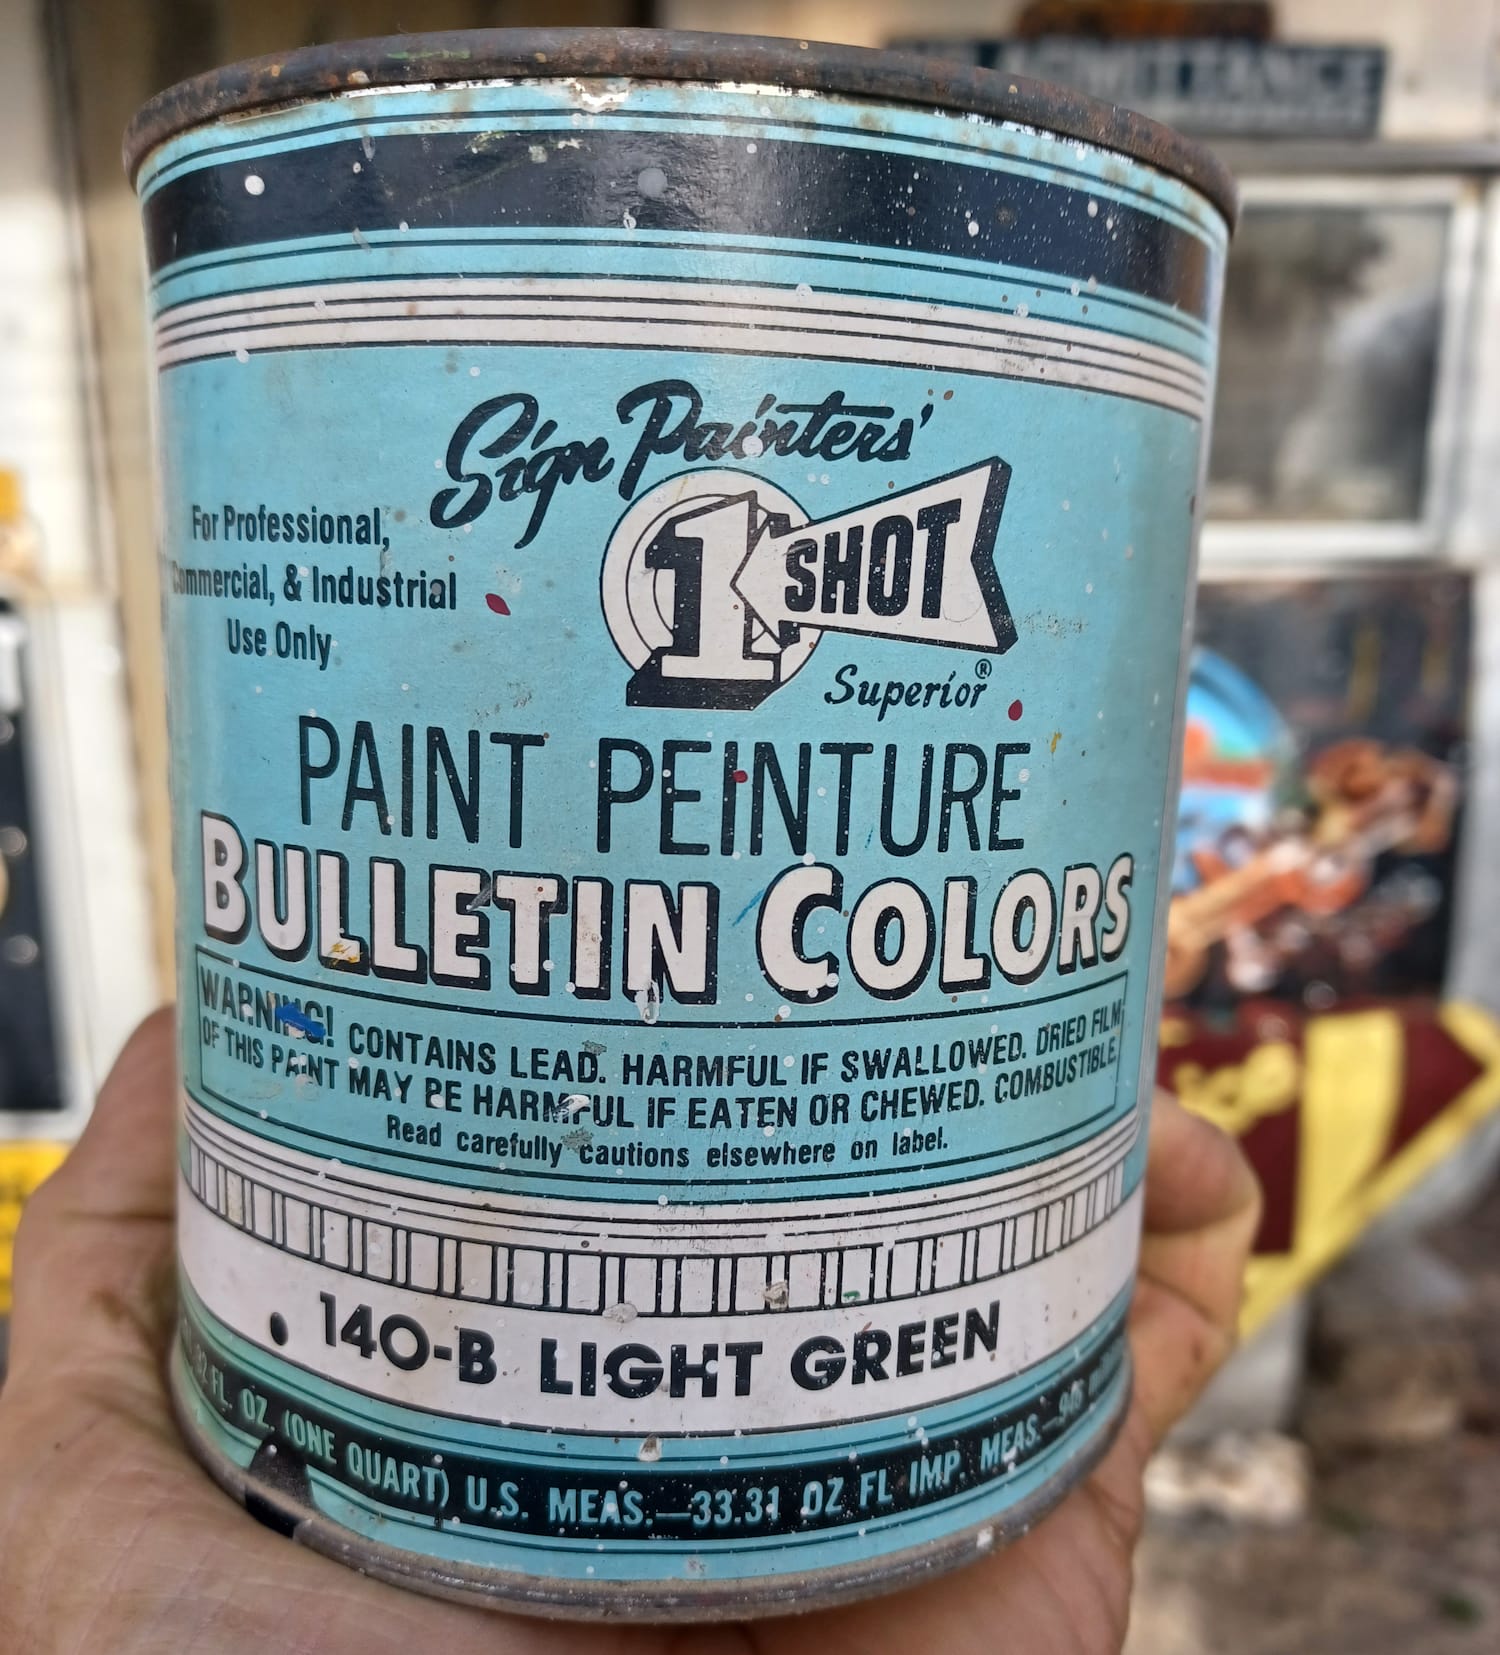 Sign Painters'
1 SHOT
Superior®
For Professional,
Commercial, & Industrial
Use Only
PAINT PEINTURE
BULLETIN COLORS
WARNING! CONTAINS LEAD. HARMFUL IF SWALLOWED. DRIED FILM
OF THIS PAINT MAY BE HARMFUL IF EATEN OR CHEWED. COMBUSTIBLE.
Read carefully cautions elsewhere on label.
140-B LIGHT GREEN
32 FL. OZ. (ONE QUART) U.S. MEAS.—33.31 OZ FL IMP. MEAS.—946